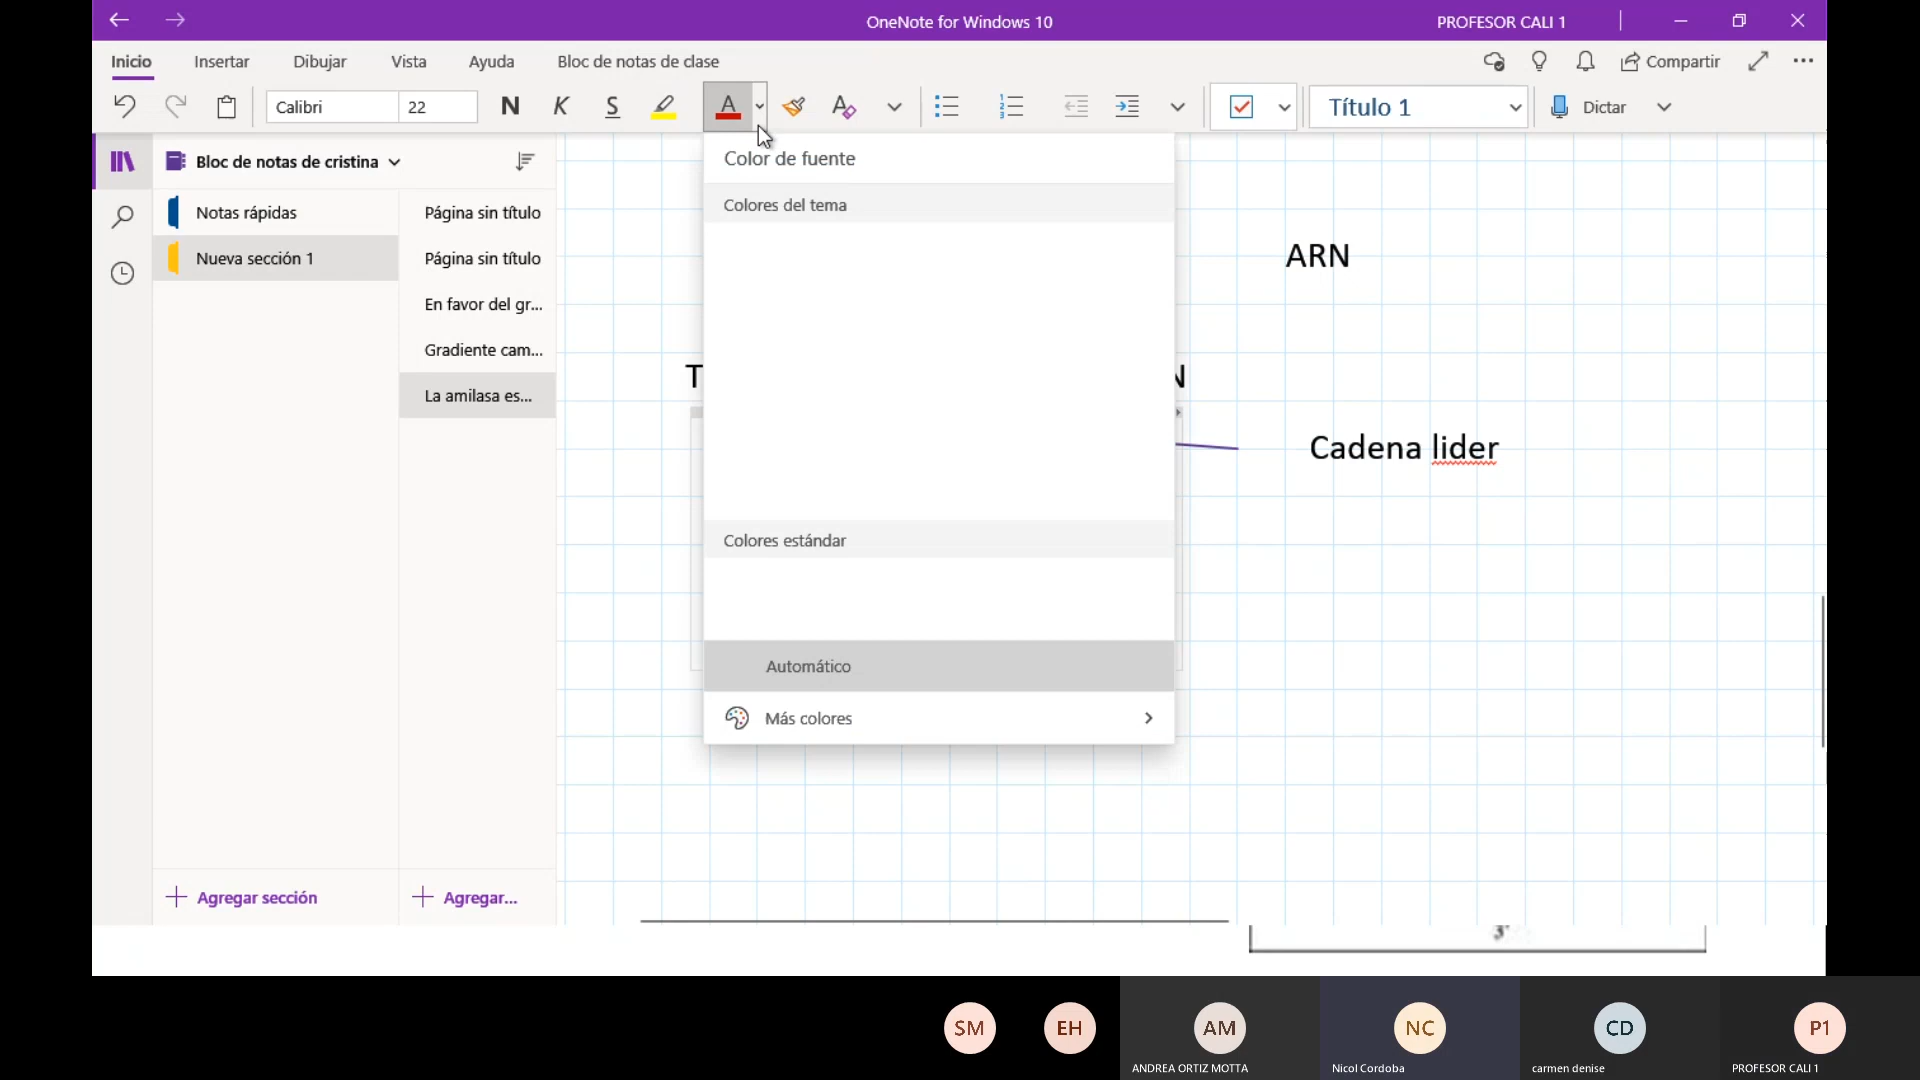 OneNote for Windows 10
PROFESOR CALI 1
Inicio
Insertar
Dibujar
Vista
Ayuda
Bloc de notas de clase
Compartir
Calibri
22
N
K
S
A
A
Título 1
Dictar
Bloc de notas de cristina
Color de fuente
Colores del tema
Notas rápidas
Página sin título
Nueva sección 1
Página sin título
ARN
En favor del gr...
Gradiente cam...
T
N
La amilasa es...
Cadena lider
Colores estándar
Automático
Más colores
Agregar sección
Agregar...
3'
SM
EH
AM
NC
CD
P1
ANDREA ORTIZ MOTTA
Nicol Cordoba
carmen denise
PROFESOR CALI 1